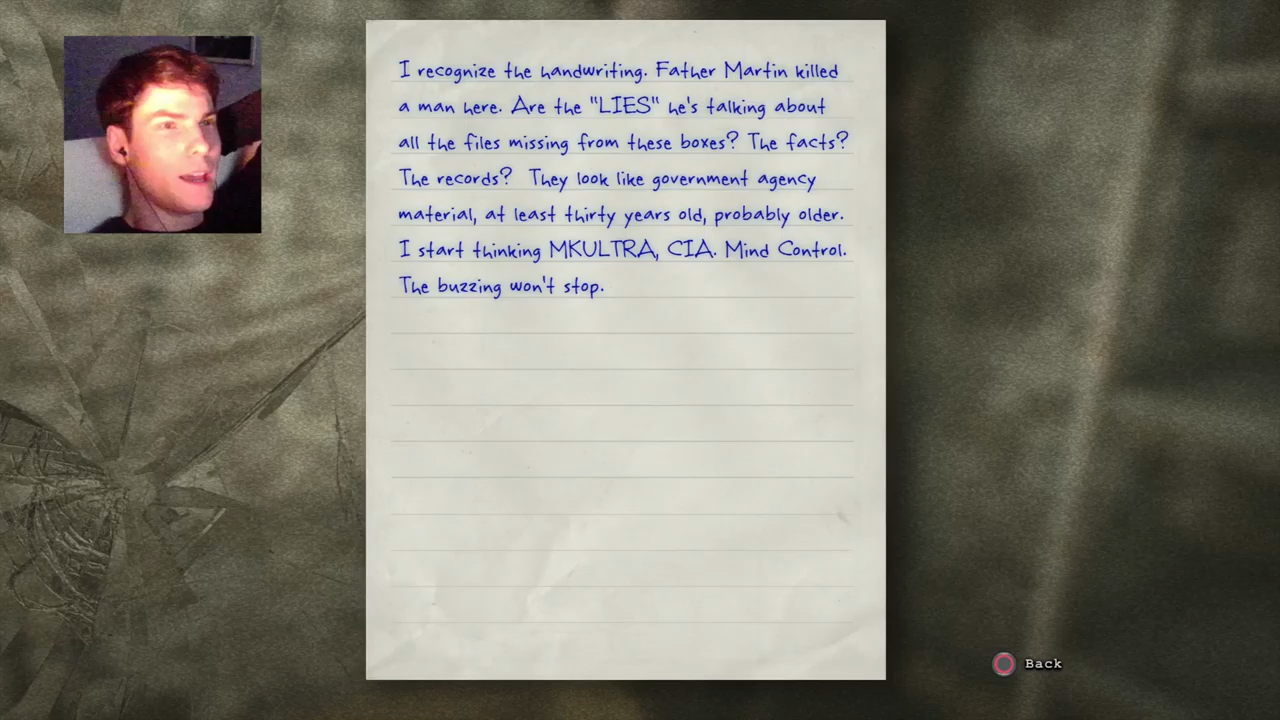 I recognize the handwriting. Father Martin killed
a man here. Are the "LIES" he's talking about
all the files missing from these boxes? The facts?
The records?  They look like government agency
material, at least thirty years old, probably older.
I start thinking MKULTRA, CIA. Mind Control.
The buzzing won't stop.
Back